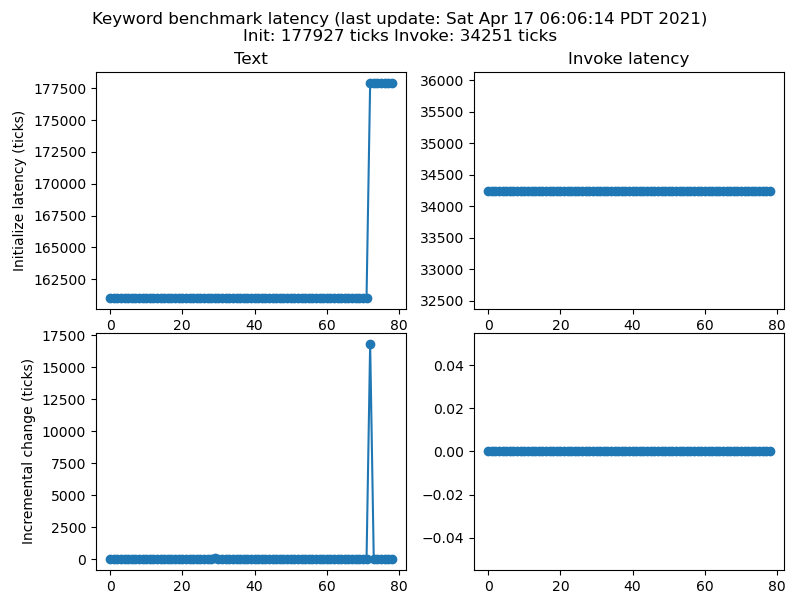 Keyword benchmark latency (last update: Sat Apr 17 06:06:14 PDT 2021)
Init: 177927 ticks Invoke: 34251 ticks
Text
Initialize latency (ticks)
177500
175000
172500
170000
167500
165000
162500
0 20 40 60 80
Invoke latency
36000
35500
35000
34500
34000
33500
33000
32500
0 20 40 60 80
Incremental change (ticks)
17500
15000
12500
10000
7500
5000
2500
0
0 20 40 60 80
0.04
0.02
0.00
−0.02
−0.04
0 20 40 60 80